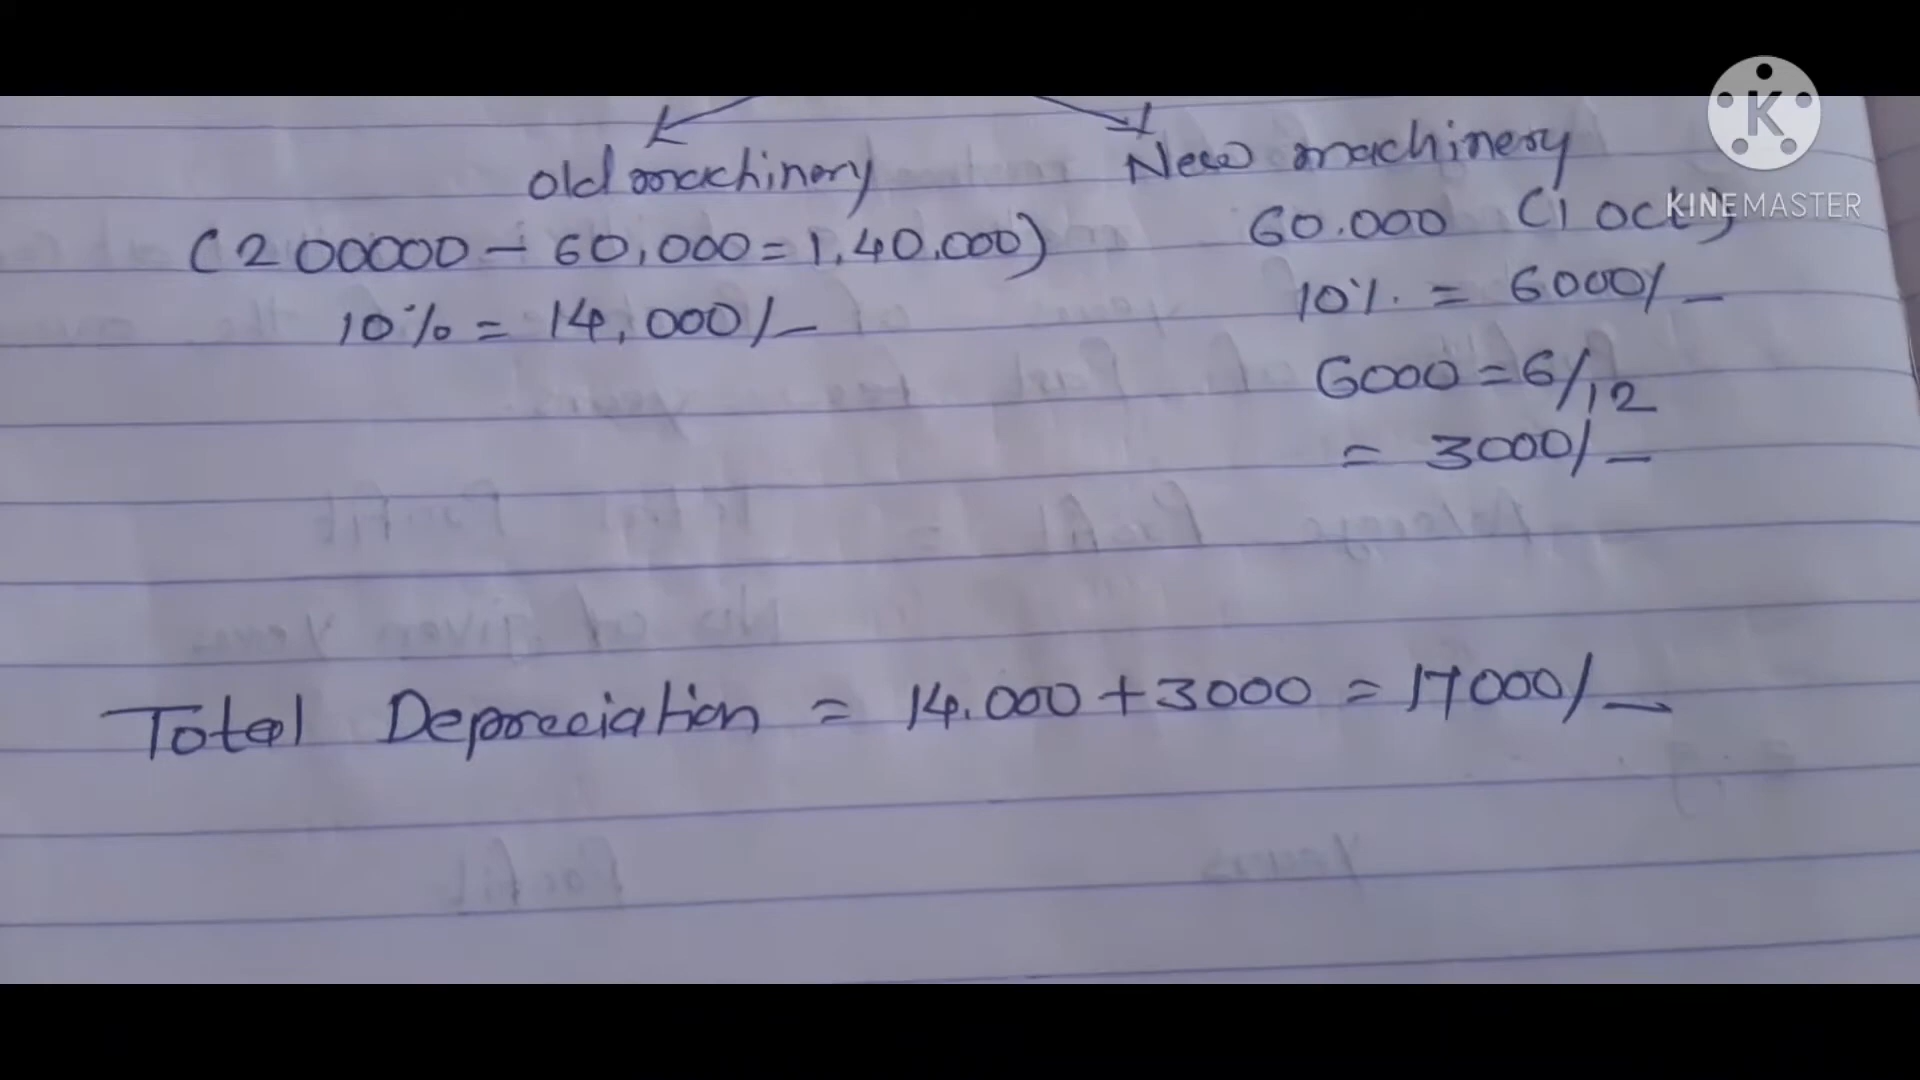 old machinery
(200000 - 60,000 = 1,40,000)
10% = 14,000/-
New machinery
60.000 (1 oct)
10% = 6000/-
6000 = 6/12
= 3000/-
Total Depreciation = 14.000 + 3000 = 17000/-
K
KINEMASTER